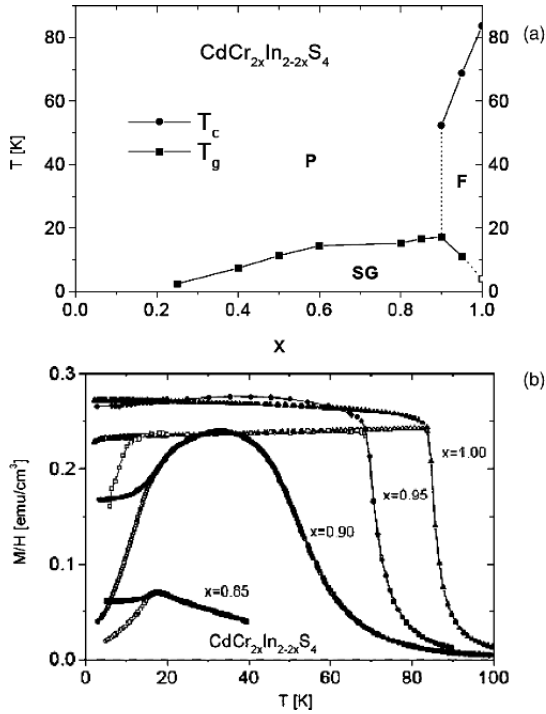 80
60
40
20
0
T [K]
CdCr2xIn2-2xS4
Tc
Tg
P
F
SG
80
60
40
20
0
(a)
0.0 0.2 0.4 0.6 0.8 1.0
X
(b)
0.3
0.2
0.1
0.0
M/H [emu/cm³]
x=1.00
x=0.95
x=0.90
x=0.85
CdCr2xIn2-2xS4
0 20 40 60 80 100
T [K]